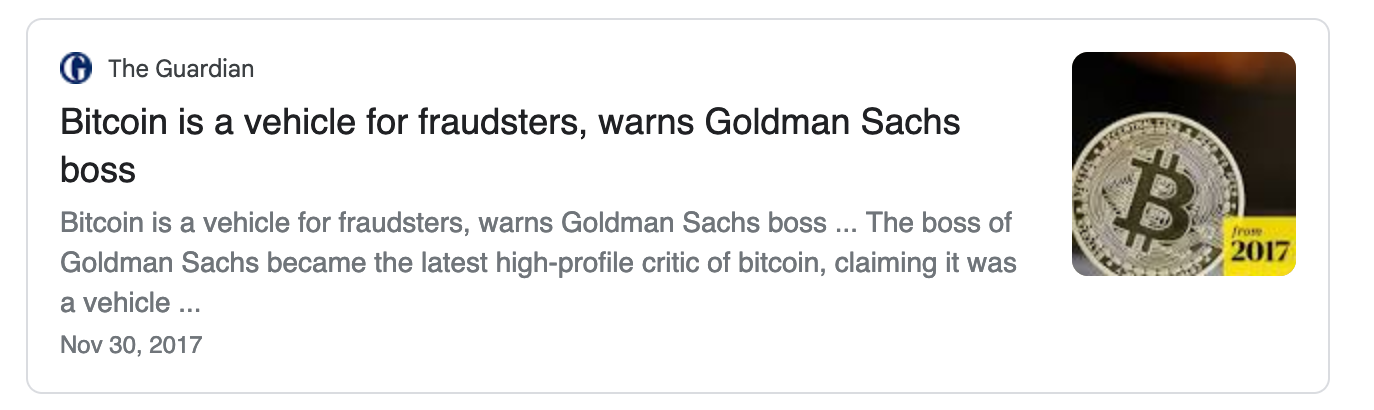 The Guardian
Bitcoin is a vehicle for fraudsters, warns Goldman Sachs
boss
Bitcoin is a vehicle for fraudsters, warns Goldman Sachs boss ... The boss of
Goldman Sachs became the latest high-profile critic of bitcoin, claiming it was
a vehicle ...
Nov 30, 2017
from
2017